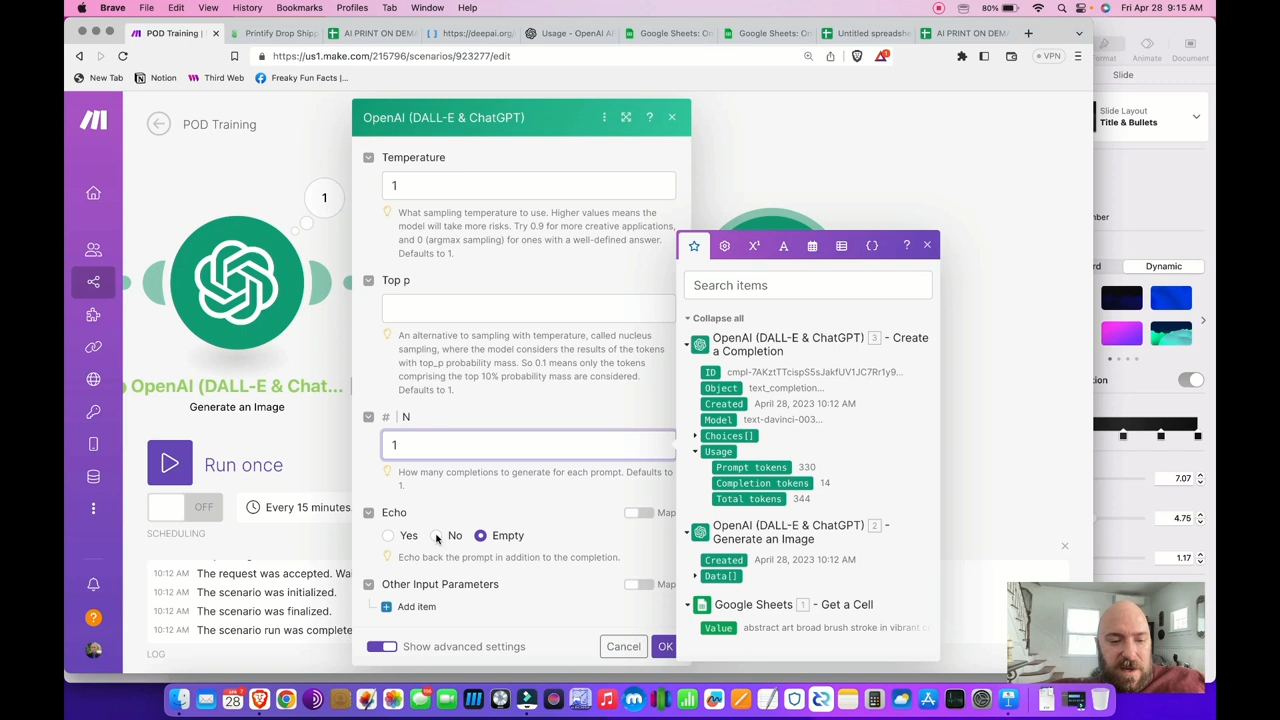 Brave File Edit View History Bookmarks Profiles Tab Window Help
80% Fri Apr 28 9:15 AM
POD Training | Printify Drop Shipp AI PRINT ON DEMA https://deepai.org/ Usage - OpenAI AF Google Sheets: On Google Sheets: On Untitled spreadshe AI PRINT ON DEMA
https://us1.make.com/215796/scenarios/923277/edit
VPN
New Tab Notion Third Web Freaky Fun Facts |...
POD Training
OpenAI (DALL-E & ChatGPT)
Temperature
1
What sampling temperature to use. Higher values means the
model will take more risks. Try 0.9 for more creative applications,
and 0 (argmax sampling) for ones with a well-defined answer.
Defaults to 1.
Top p
An alternative to sampling with temperature, called nucleus
sampling, where the model considers the results of the tokens
with top_p probability mass. So 0.1 means only the tokens
comprising the top 10% probability mass are considered.
Defaults to 1.
# | N
1
How many completions to generate for each prompt. Defaults to
1.
Echo Map
Yes No Empty
Echo back the prompt in addition to the completion.
Other Input Parameters Map
Add item
Show advanced settings Cancel OK
1
OpenAI (DALL-E & Chat...
Generate an Image
Run once
OFF Every 15 minutes
SCHEDULING
10:12 AM The request was accepted. Wai
10:12 AM The scenario was initialized.
10:12 AM The scenario was finalized.
10:12 AM The scenario run was complete
LOG
Search items
Collapse all
OpenAI (DALL-E & ChatGPT) 3 - Create
a Completion
ID cmpl-7AKztTTcispS5sJakfUV1JC7Rr1y9...
Object text_completion...
Created April 28, 2023 10:12 AM
Model text-davinci-003...
Choices[]
Usage
Prompt tokens 330
Completion tokens 14
Total tokens 344
OpenAI (DALL-E & ChatGPT) 2 -
Generate an Image
Created April 28, 2023 10:12 AM
Data[]
Google Sheets 1 - Get a Cell
Value abstract art broad brush stroke in vibrant c
Format Animate Document
Slide
Slide Layout
Title & Bullets
mber
rd Dynamic
tion
7.07
4.75
1.17